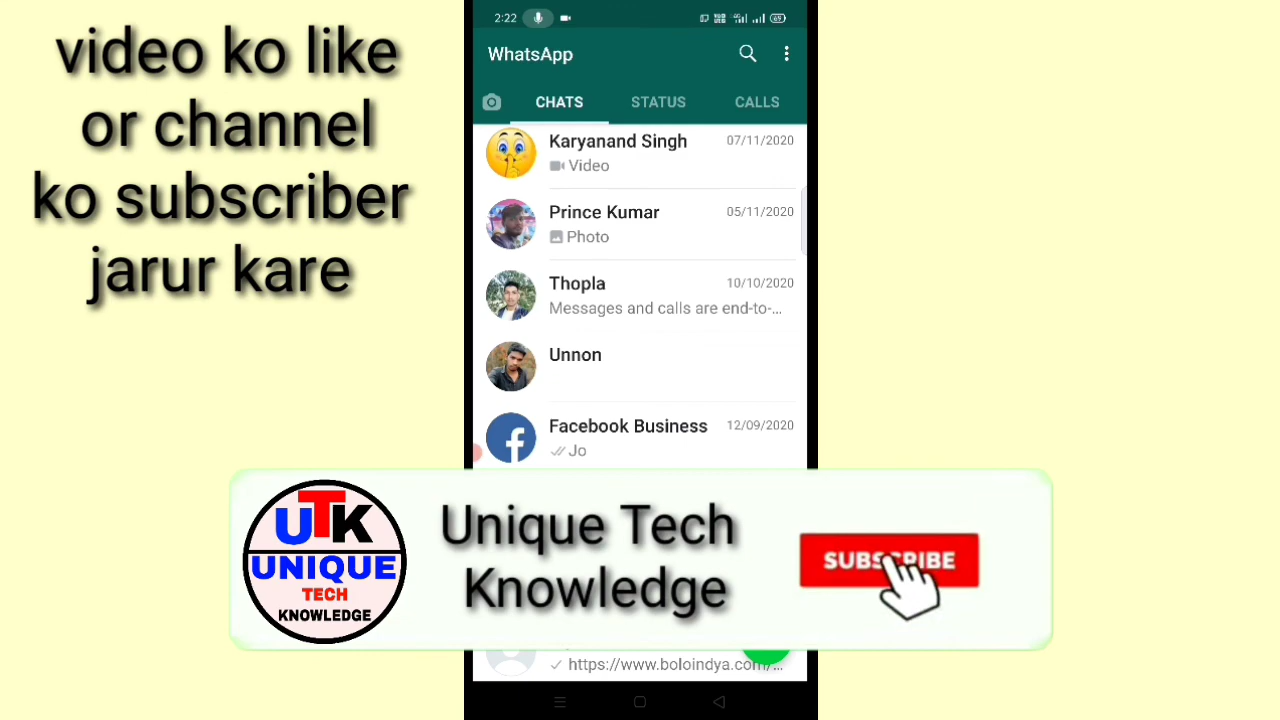 video ko like
or channel
ko subscriber
jarur kare
2:22
69
WhatsApp
CHATS
STATUS
CALLS
Karyanand Singh
07/11/2020
Video
Prince Kumar
05/11/2020
Photo
Thopla
10/10/2020
Messages and calls are end-to-...
Unnon
Facebook Business
12/09/2020
Jo
UTK
UNIQUE
TECH
KNOWLEDGE
Unique Tech
Knowledge
SUBSCRIBE
https://www.boloindya.com/...